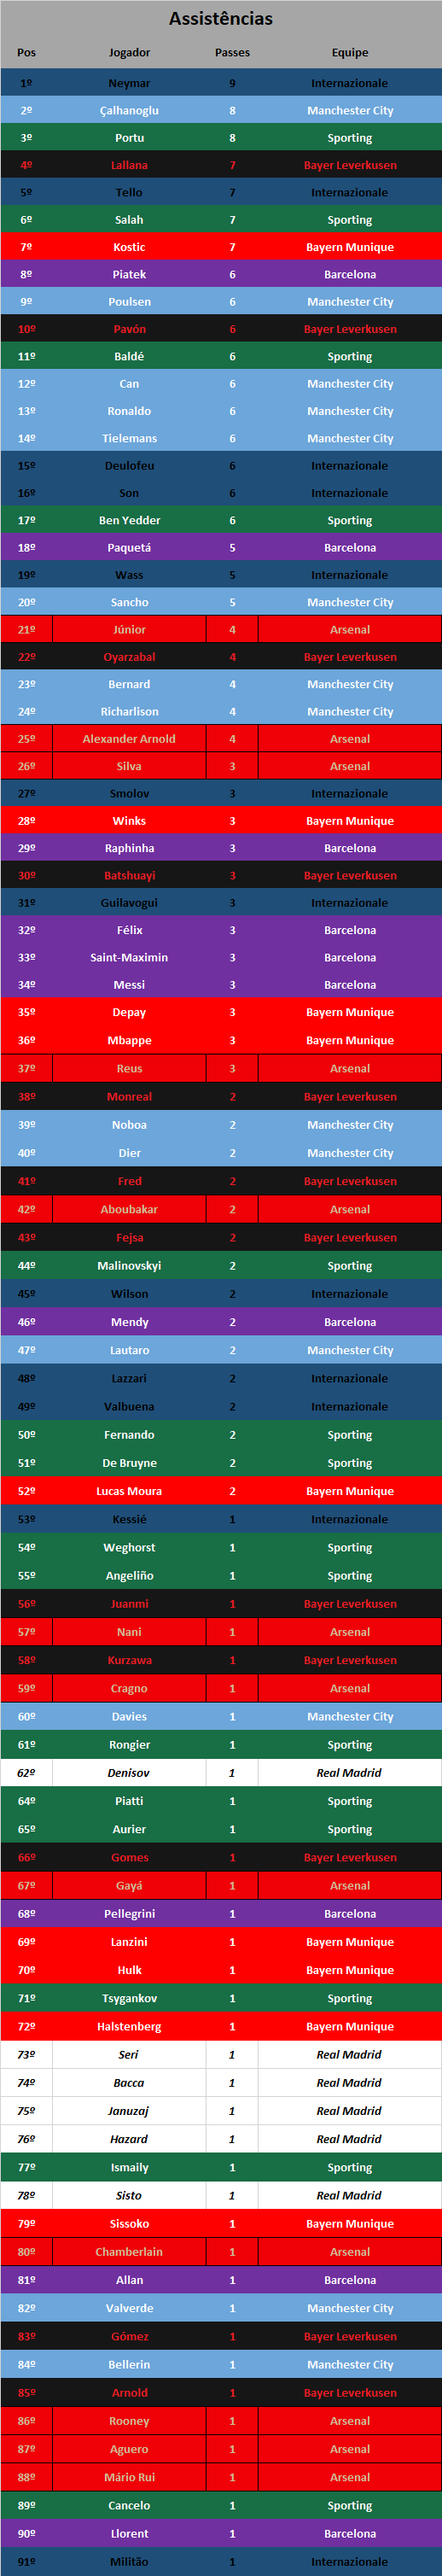 Assistências
Pos Jogador Passes Equipe
1º Neymar 9 Internazionale
2º Çalhanoglu 8 Manchester City
3º Portu 8 Sporting
4º Lallana 7 Bayer Leverkusen
5º Tello 7 Internazionale
6º Salah 7 Sporting
7º Kostic 7 Bayern Munique
8º Piatek 6 Barcelona
9º Poulsen 6 Manchester City
10º Pavón 6 Bayer Leverkusen
11º Baldé 6 Sporting
12º Can 6 Manchester City
13º Ronaldo 6 Manchester City
14º Tielemans 6 Manchester City
15º Deulofeu 6 Internazionale
16º Son 6 Internazionale
17º Ben Yedder 6 Sporting
18º Paquetá 5 Barcelona
19º Wass 5 Internazionale
20º Sancho 5 Manchester City
21º Júnior 4 Arsenal
22º Oyarzabal 4 Bayer Leverkusen
23º Bernard 4 Manchester City
24º Richarlison 4 Manchester City
25º Alexander Arnold 4 Arsenal
26º Silva 3 Arsenal
27º Smolov 3 Internazionale
28º Winks 3 Bayern Munique
29º Raphinha 3 Barcelona
30º Batshuayi 3 Bayer Leverkusen
31º Guilavogui 3 Internazionale
32º Félix 3 Barcelona
33º Saint-Maximin 3 Barcelona
34º Messi 3 Barcelona
35º Depay 3 Bayern Munique
36º Mbappe 3 Bayern Munique
37º Reus 3 Arsenal
38º Monreal 2 Bayer Leverkusen
39º Noboa 2 Manchester City
40º Dier 2 Manchester City
41º Fred 2 Bayer Leverkusen
42º Aboubakar 2 Arsenal
43º Fejsa 2 Bayer Leverkusen
44º Malinovskyi 2 Sporting
45º Wilson 2 Internazionale
46º Mendy 2 Barcelona
47º Lautaro 2 Manchester City
48º Lazzari 2 Internazionale
49º Valbuena 2 Internazionale
50º Fernando 2 Sporting
51º De Bruyne 2 Sporting
52º Lucas Moura 2 Bayern Munique
53º Kessié 1 Internazionale
54º Weghorst 1 Sporting
55º Angeliño 1 Sporting
56º Juanmi 1 Bayer Leverkusen
57º Nani 1 Arsenal
58º Kurzawa 1 Bayer Leverkusen
59º Cragno 1 Arsenal
60º Davies 1 Manchester City
61º Rongier 1 Sporting
62º Denisov 1 Real Madrid
64º Piatti 1 Sporting
65º Aurier 1 Sporting
66º Gomes 1 Bayer Leverkusen
67º Gayá 1 Arsenal
68º Pellegrini 1 Barcelona
69º Lanzini 1 Bayern Munique
70º Hulk 1 Bayern Munique
71º Tsygankov 1 Sporting
72º Halstenberg 1 Bayern Munique
73º Seri 1 Real Madrid
74º Bacca 1 Real Madrid
75º Januzaj 1 Real Madrid
76º Hazard 1 Real Madrid
77º Ismaily 1 Sporting
78º Sisto 1 Real Madrid
79º Sissoko 1 Bayern Munique
80º Chamberlain 1 Arsenal
81º Allan 1 Barcelona
82º Valverde 1 Manchester City
83º Gómez 1 Bayer Leverkusen
84º Bellerin 1 Manchester City
85º Arnold 1 Bayer Leverkusen
86º Rooney 1 Arsenal
87º Aguero 1 Arsenal
88º Mário Rui 1 Arsenal
89º Cancelo 1 Sporting
90º Llorent 1 Barcelona
91º Militão 1 Internazionale